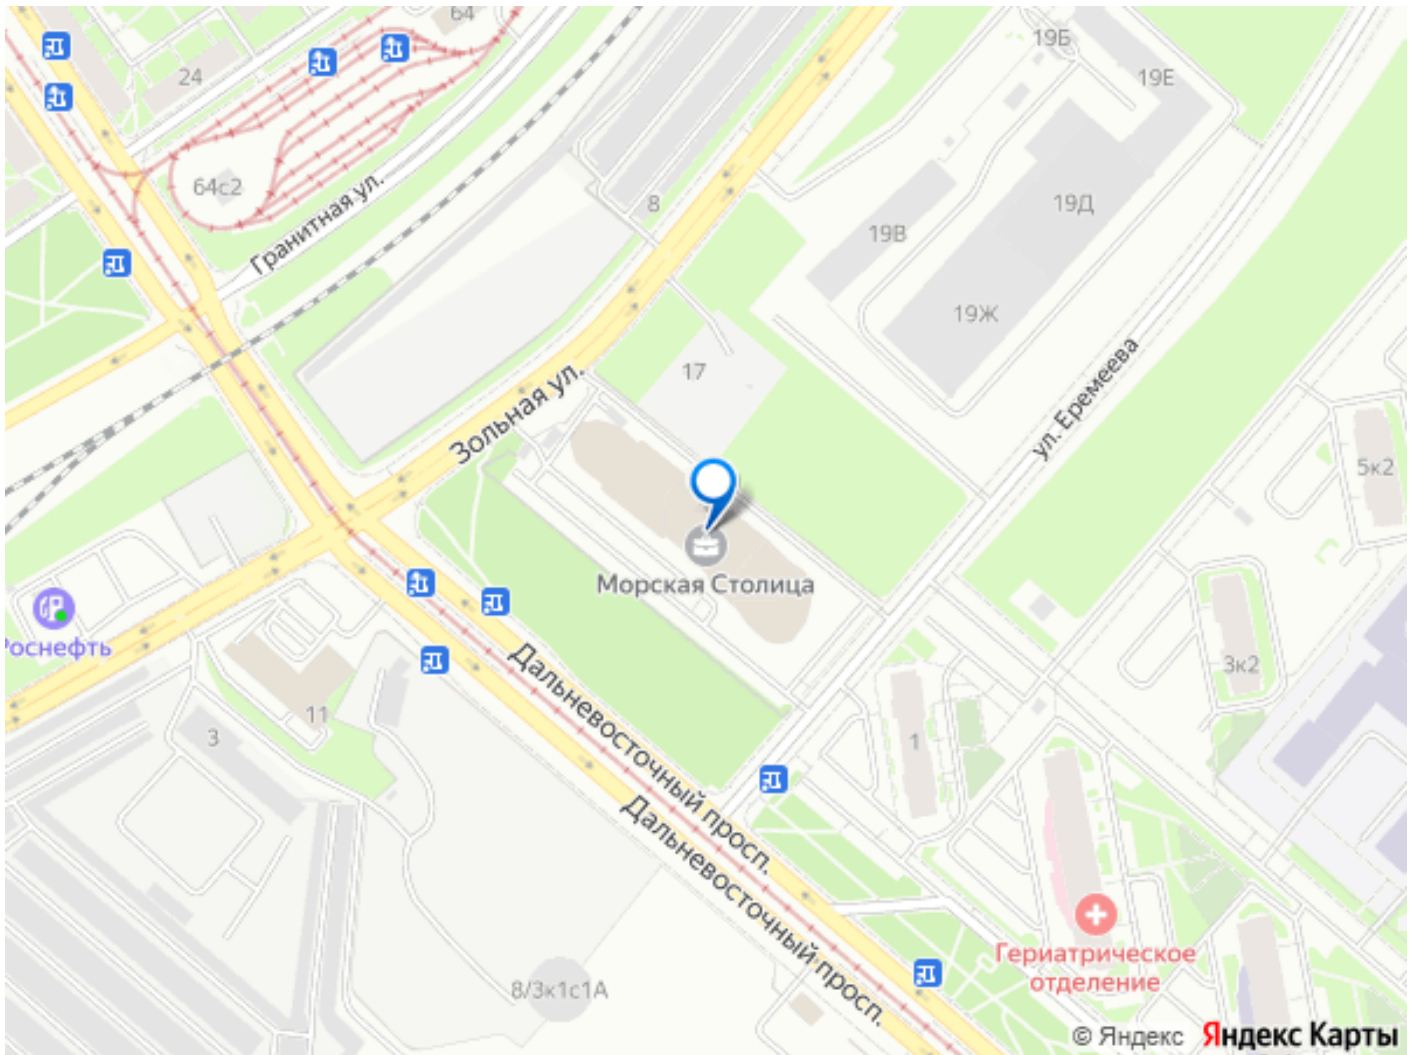 64
19Б
24
19Е
64с2
8
19Д
Гранитная ул.
19В
19Ж
17
ул. Еремеева
Зольная ул.
5к2
Морская Столица
Роснефть
3к2
11
3
1
Дальневосточный просп.
Дальневосточный просп.
Гериатрическое
отделение
8/3к1с1А
© Яндекс Яндекс Карты